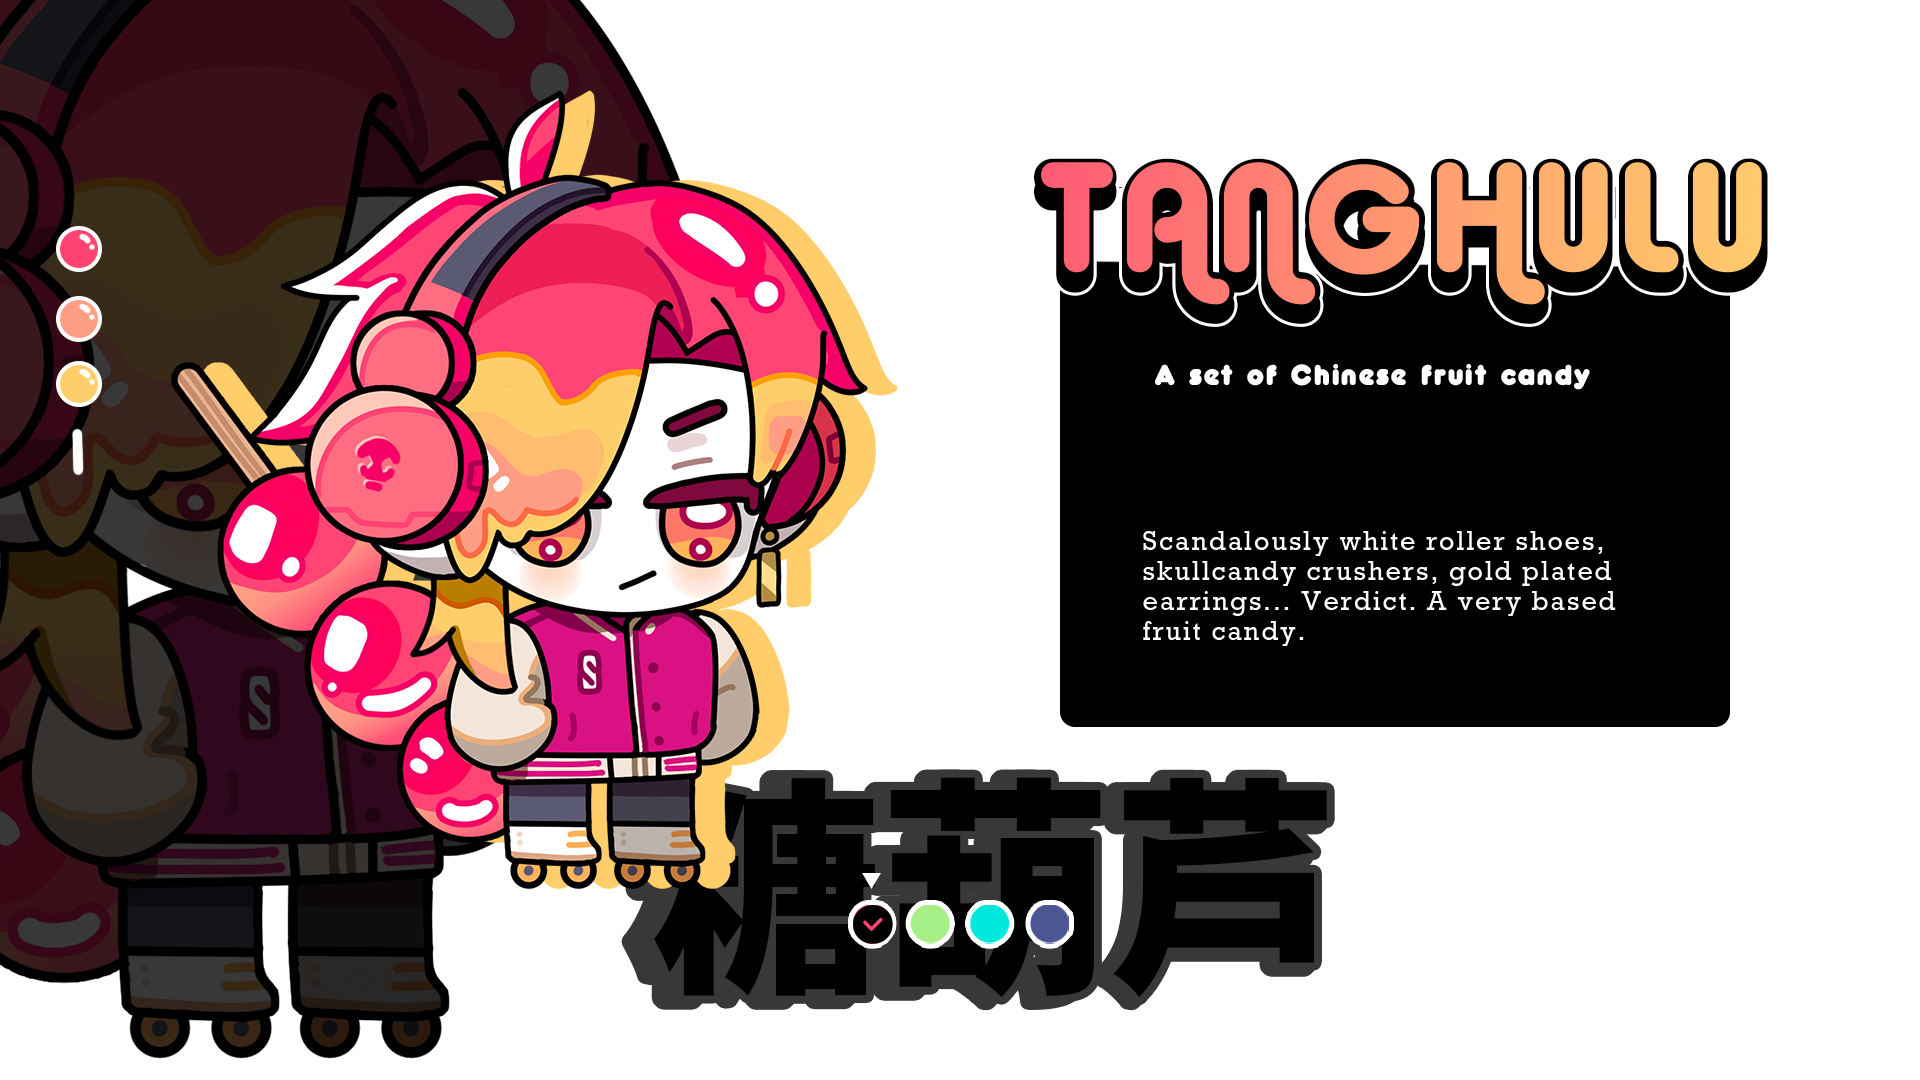 TANGHULU
A set of Chinese fruit candy
Scandalously white roller shoes,
skullcandy crushers, gold plated
earrings... Verdict. A very based
fruit candy.
S
S
糖葫芦